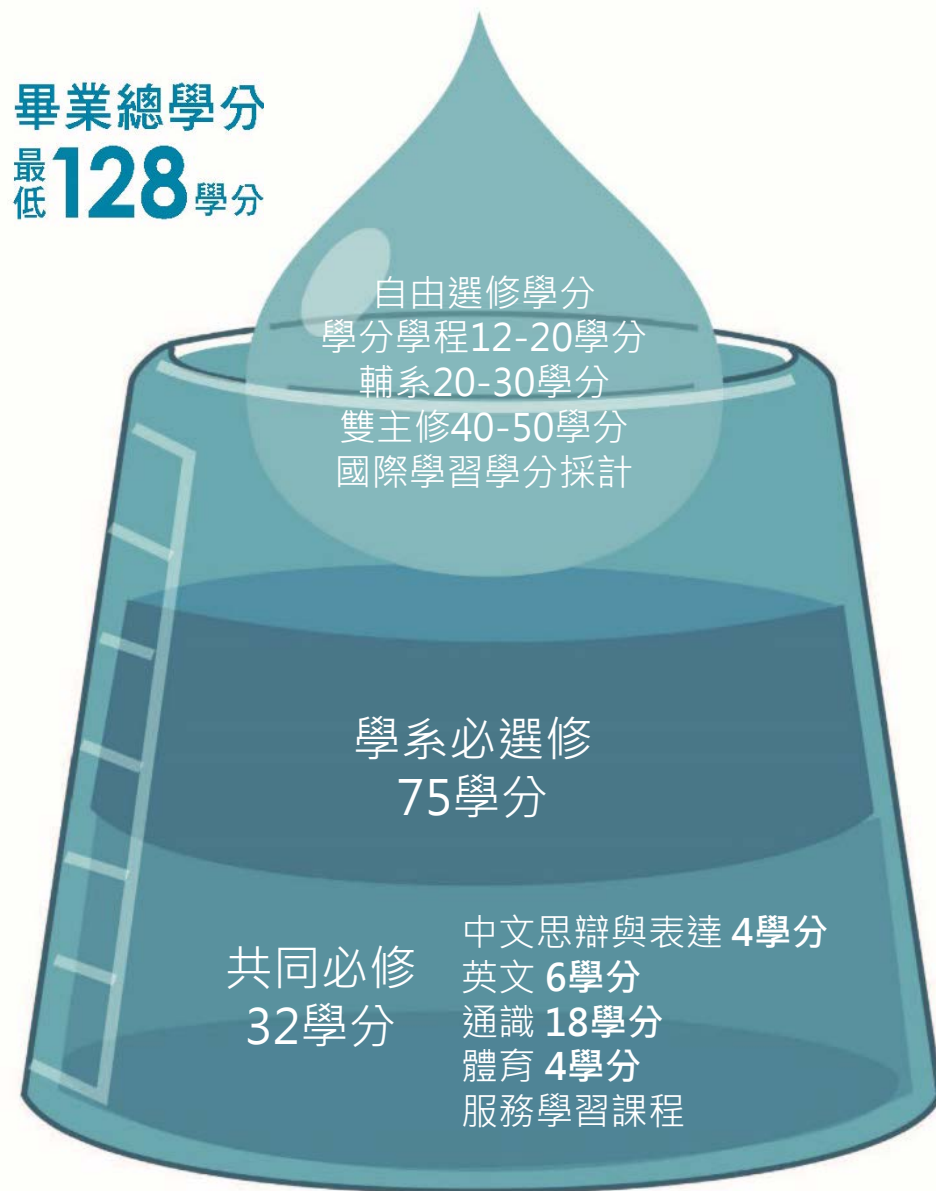 畢業總學分
最低128學分
自由選修學分
學分學程12-20學分
輔系20-30學分
雙主修40-50學分
國際學習學分採計
學系必選修
75學分
共同必修
32學分
中文思辯與表達 4學分
英文 6學分
通識 18學分
體育 4學分
服務學習課程